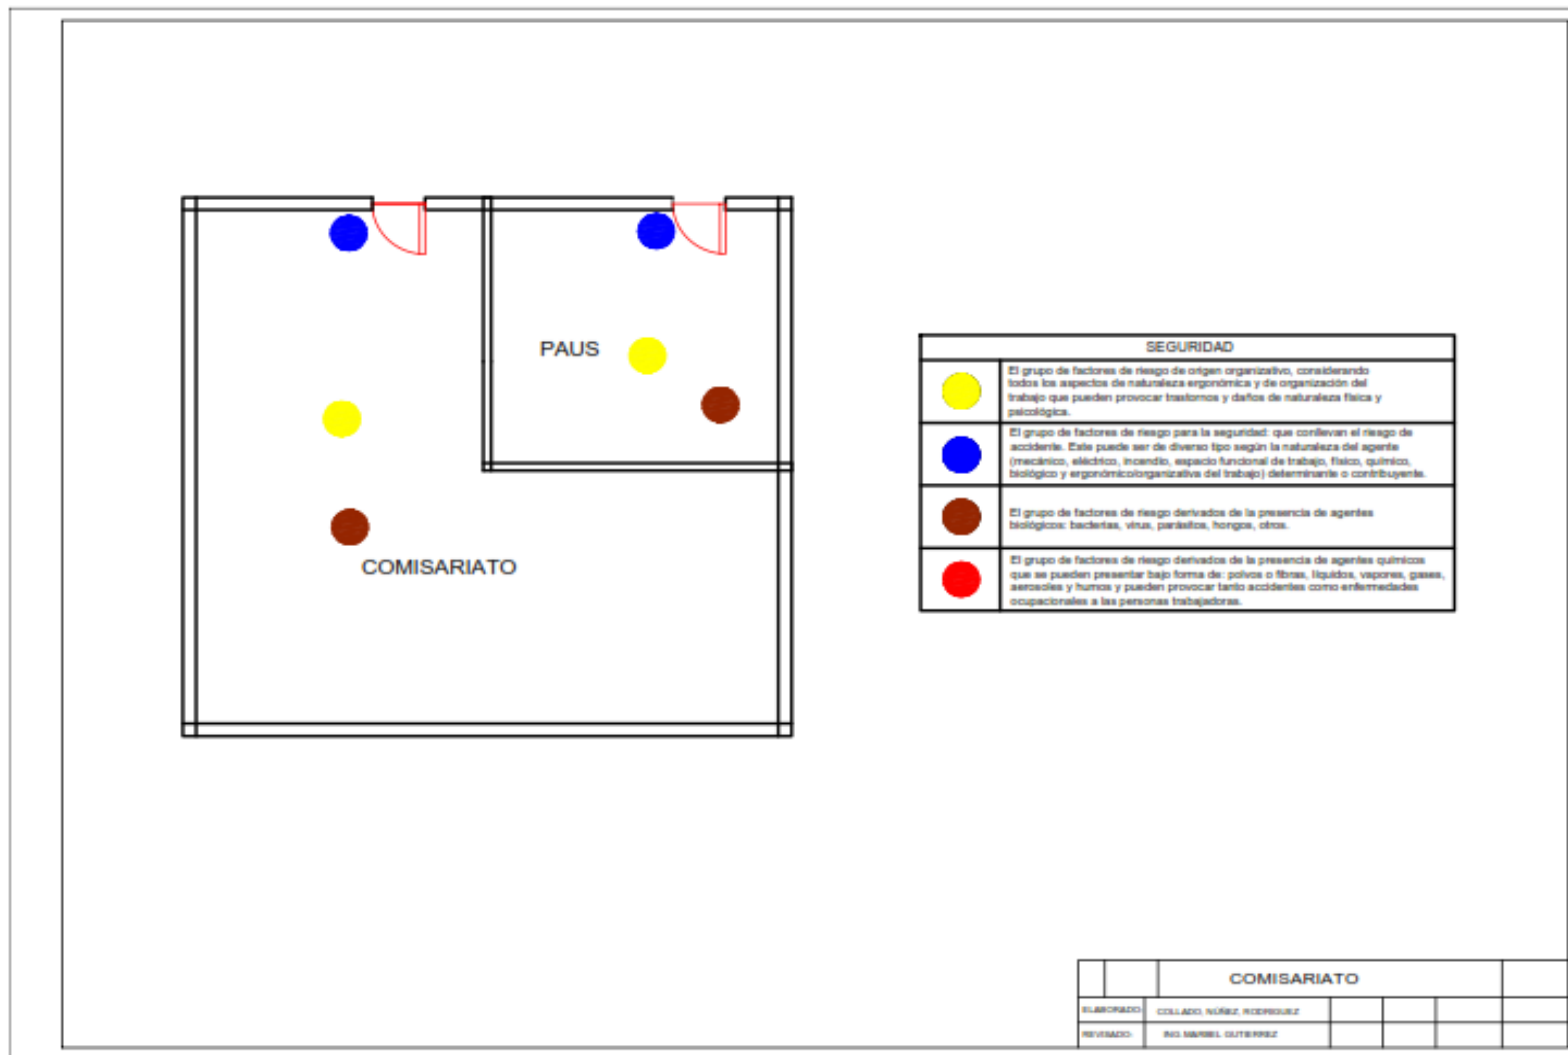 PAUS
COMISARIATO
SEGURIDAD
El grupo de factores de riesgo de origen organizativo, considerando
todos los aspectos de naturaleza ergonómica y de organización del
trabajo que pueden provocar trastornos y daños de naturaleza física y
psicológica.
El grupo de factores de riesgo para la seguridad: que conllevan el riesgo de
accidente. Este puede ser de diverso tipo según la naturaleza del agente
(mecánico, eléctrico, incendio, espacio funcional de trabajo, físico, químico,
biológico y ergonómico/organizativa del trabajo) determinante o contribuyente.
El grupo de factores de riesgo derivados de la presencia de agentes
biológicos: bacterias, virus, parásitos, hongos, otros.
El grupo de factores de riesgo derivados de la presencia de agentes químicos
que se pueden presentar bajo forma de: polvos o fibras, líquidos, vapores, gases,
aerosoles y humos y pueden provocar tanto accidentes como enfermedades
ocupacionales a las personas trabajadoras.
COMISARIATO
ELABORADO: COLLADO, NÚÑEZ, RODRIGUEZ
REVISADO: ING. MARIBEL GUTIERREZ